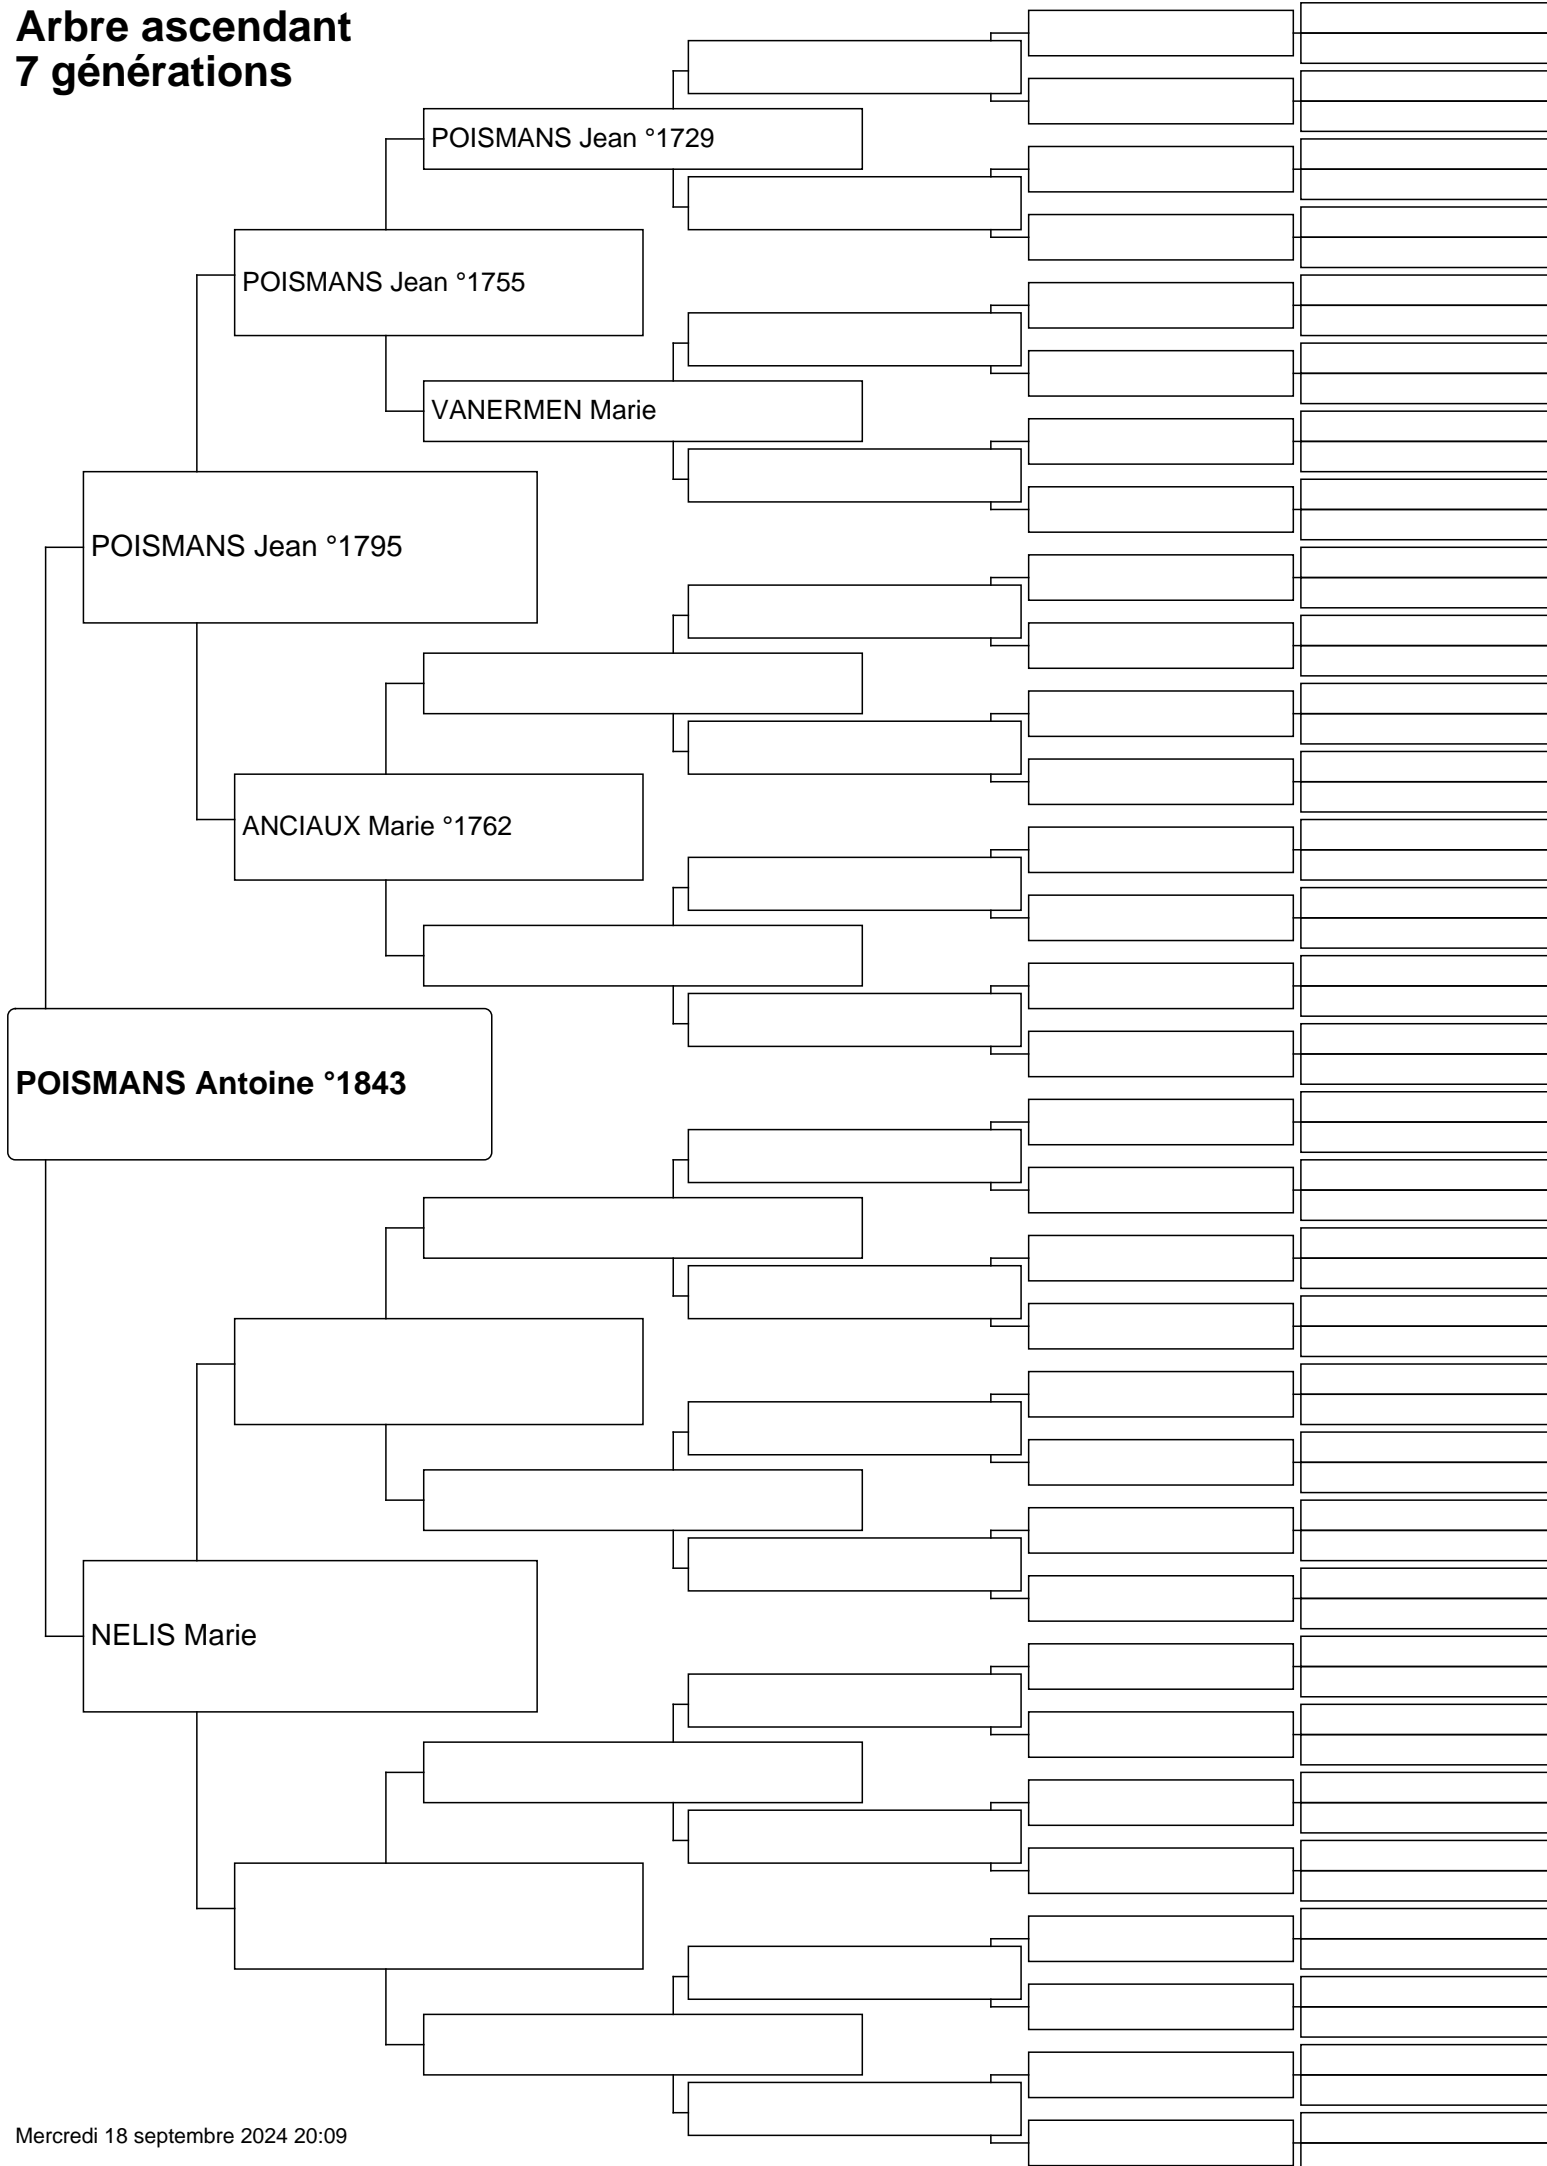 Arbre ascendant
7 générations
POISMANS Jean °1729
POISMANS Jean °1755
VANERMEN Marie
POISMANS Jean °1795
ANCIAUX Marie °1762
POISMANS Antoine °1843
NELIS Marie
Mercredi 18 septembre 2024 20:09